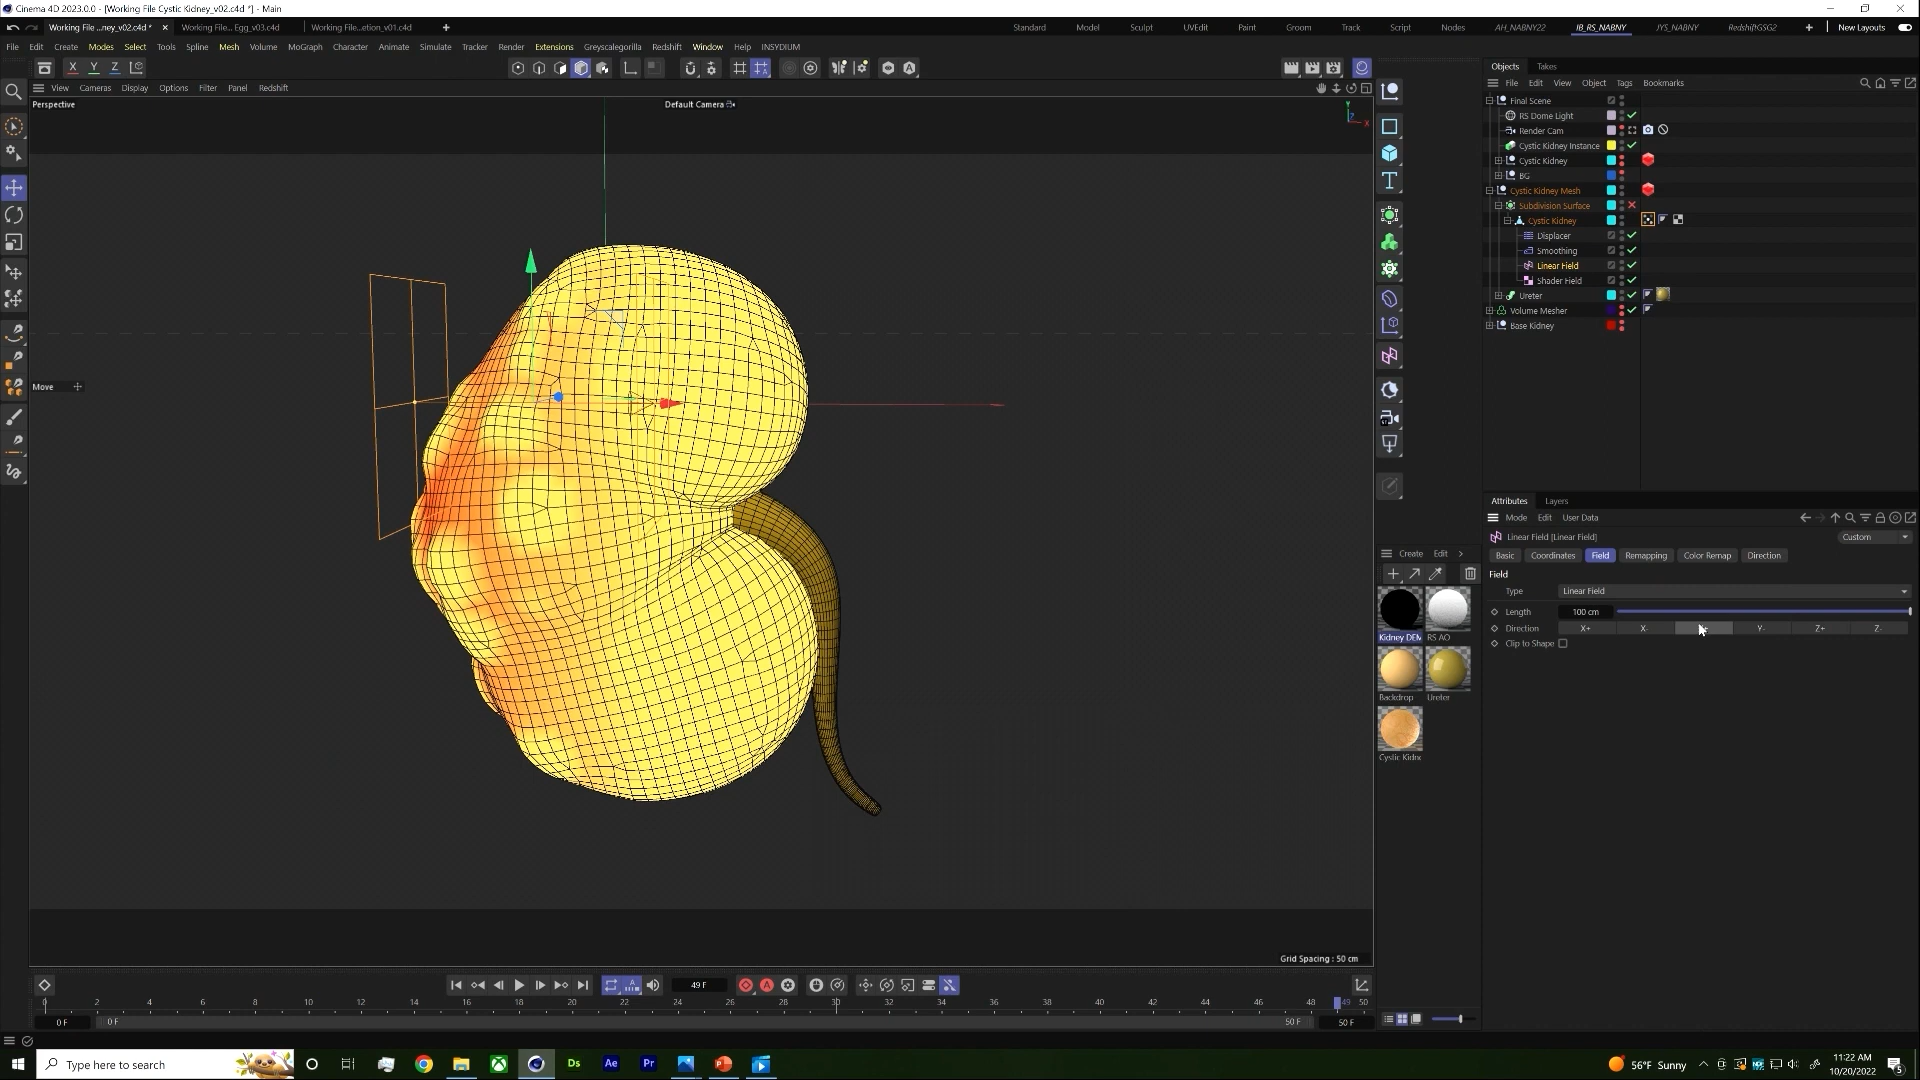 Cinema 4D 2023.0.0 - [Working File Cystic Kidney_v02.c4d *] - Main
Working File ...ney_v02.c4d *
Working File... Egg_v03.c4d
Working File...etion_v01.c4d
Standard Model Sculpt UVEdit Paint Groom Track Script Nodes AH_NABNY22 IB_RS_NABNY JYS_NABNY RedshiftGSG2 New Layouts
File Edit Create Modes Select Tools Spline Mesh Volume MoGraph Character Animate Simulate Tracker Render Extensions Greyscalegorilla Redshift Window Help INSYDIUM
X Y Z
Objects Takes
View Cameras Display Options Filter Panel Redshift
File Edit View Object Tags Bookmarks
Perspective
Default Camera
Y
Z
X
Final Scene
RS Dome Light
Render Cam
Cystic Kidney Instance
Cystic Kidney
BG
Cystic Kidney Mesh
Subdivision Surface
Cystic Kidney
Displacer
Smoothing
Linear Field
Shader Field
Ureter
Volume Mesher
Base Kidney
Move
Attributes Layers
Mode Edit User Data
Linear Field [Linear Field]
Custom
Basic Coordinates Field Remapping Color Remap Direction
Field
Type Linear Field
Length 100 cm
Direction X+ X- Y- Z+ Z-
Clip to Shape
Create Edit
Kidney DEM RS AO
Backdrop Ureter
Cystic Kidne
Grid Spacing : 50 cm
49 F
0 2 4 6 8 10 12 14 16 18 20 22 24 26 28 30 32 34 36 38 40 42 44 46 48 49 50
0 F 0 F 50 F 50 F
Type here to search
Ds Ae Pr
56°F Sunny
11:22 AM
10/20/2022
5